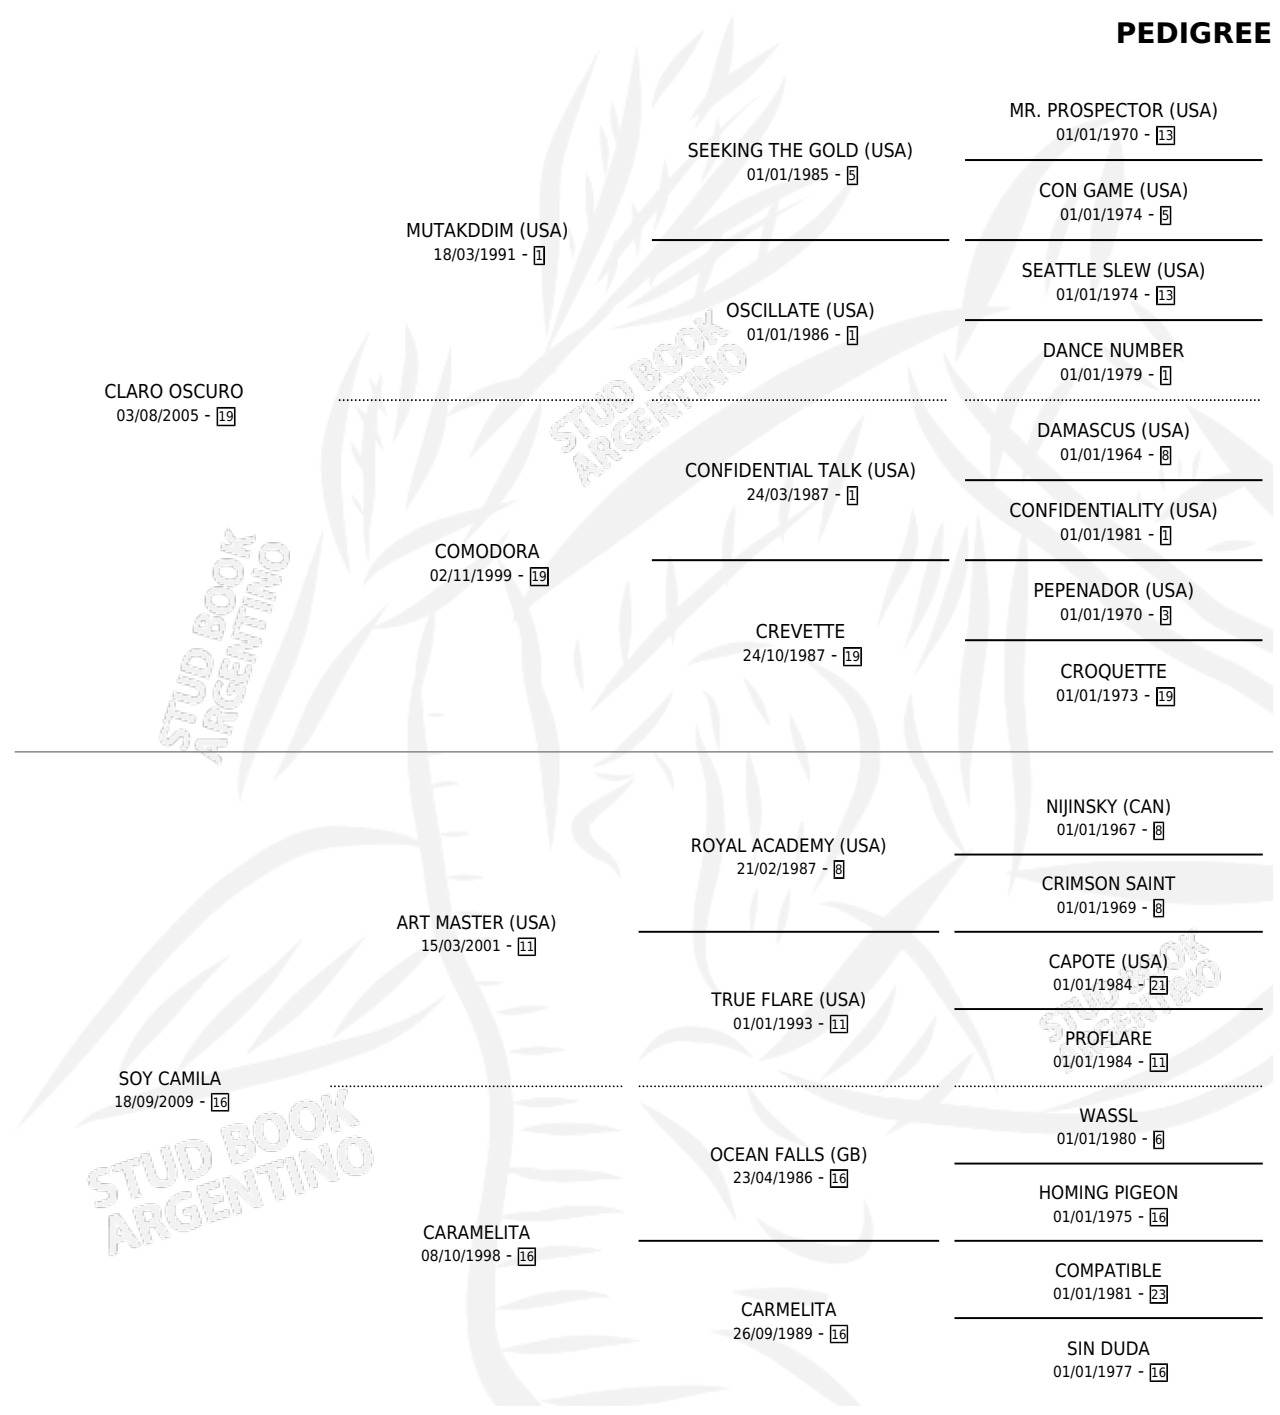 PEDIGREE
MR. PROSPECTOR (USA)
01/01/1970 - 13
SEEKING THE GOLD (USA)
01/01/1985 - 5
CON GAME (USA)
01/01/1974 - 5
MUTAKDDIM (USA)
18/03/1991 - 1
SEATTLE SLEW (USA)
01/01/1974 - 13
OSCILLATE (USA)
01/01/1986 - 1
DANCE NUMBER
01/01/1979 - 1
CLARO OSCURO
03/08/2005 - 19
DAMASCUS (USA)
01/01/1964 - 8
CONFIDENTIAL TALK (USA)
24/03/1987 - 1
CONFIDENTIALITY (USA)
01/01/1981 - 1
COMODORA
02/11/1999 - 19
PEPENADOR (USA)
01/01/1970 - 3
CREVETTE
24/10/1987 - 19
CROQUETTE
01/01/1973 - 19
NIJINSKY (CAN)
01/01/1967 - 8
ROYAL ACADEMY (USA)
21/02/1987 - 8
CRIMSON SAINT
01/01/1969 - 8
ART MASTER (USA)
15/03/2001 - 11
CAPOTE (USA)
01/01/1984 - 21
TRUE FLARE (USA)
01/01/1993 - 11
PROFLARE
01/01/1984 - 11
SOY CAMILA
18/09/2009 - 16
WASSL
01/01/1980 - 6
OCEAN FALLS (GB)
23/04/1986 - 16
HOMING PIGEON
01/01/1975 - 16
CARAMELITA
08/10/1998 - 16
COMPATIBLE
01/01/1981 - 23
CARMELITA
26/09/1989 - 16
SIN DUDA
01/01/1977 - 16
STUD BOOK
ARGENTINO
STUD BOOK
ARGENTINO
STUD BOOK
ARGENTINO
STUD BOOK
ARGENTINO